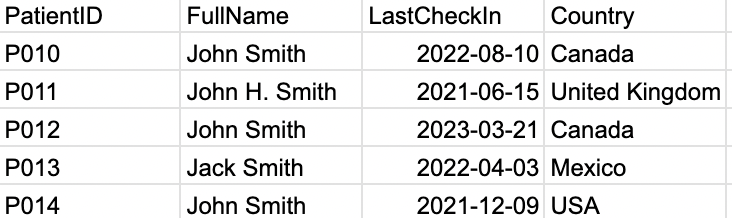 PatientID FullName LastCheckIn Country
P010 John Smith 2022-08-10 Canada
P011 John H. Smith 2021-06-15 United Kingdom
P012 John Smith 2023-03-21 Canada
P013 Jack Smith 2022-04-03 Mexico
P014 John Smith 2021-12-09 USA